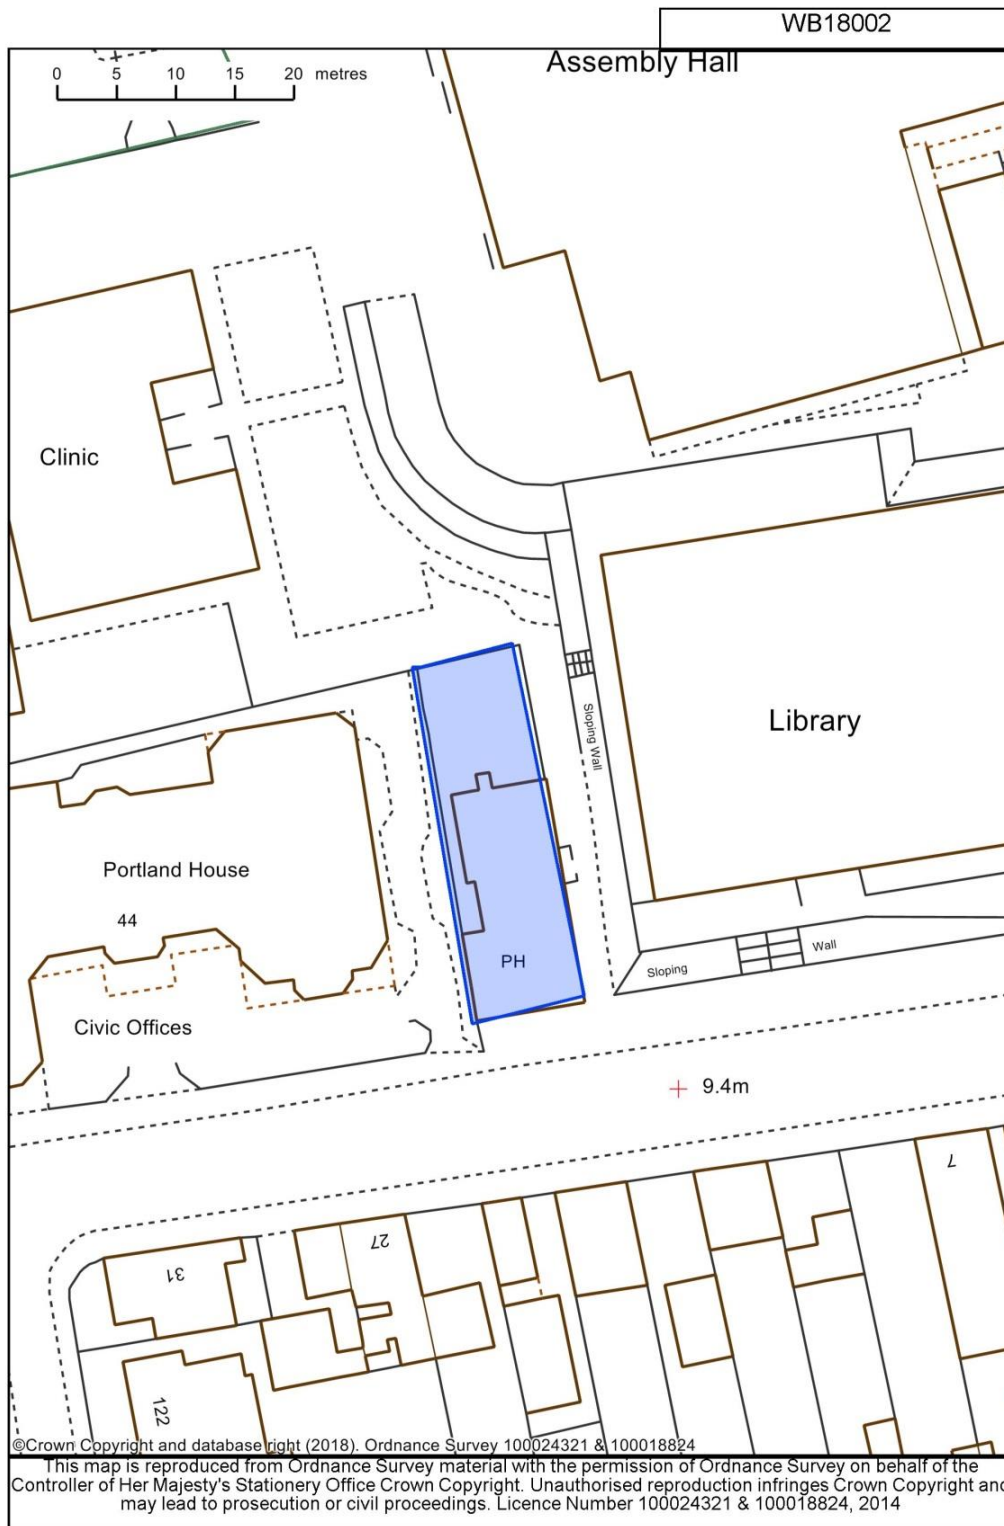 WB18002
Assembly Hall
0 5 10 15 20 metres
Clinic
Library
Sloping Wall
Portland House
44
PH
Sloping
Wall
Civic Offices
9.4m
7
27
31
122
©Crown Copyright and database right (2018). Ordnance Survey 100024321 & 100018824
This map is reproduced from Ordnance Survey material with the permission of Ordnance Survey on behalf of the
Controller of Her Majesty's Stationery Office Crown Copyright. Unauthorised reproduction infringes Crown Copyright and
may lead to prosecution or civil proceedings. Licence Number 100024321 & 100018824, 2014